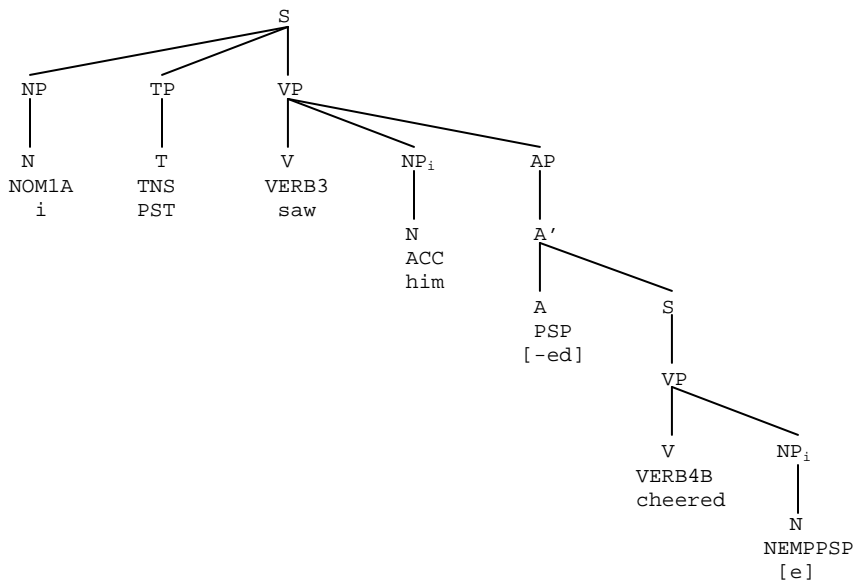 S
NP TP VP
N T V NPᵢ AP
NOM1A TNS VERB3
i PST saw
N A’
ACC
him
A S
PSP
[-ed]
VP
V NPᵢ
VERB4B
cheered
N
NEMPPSP
[e]